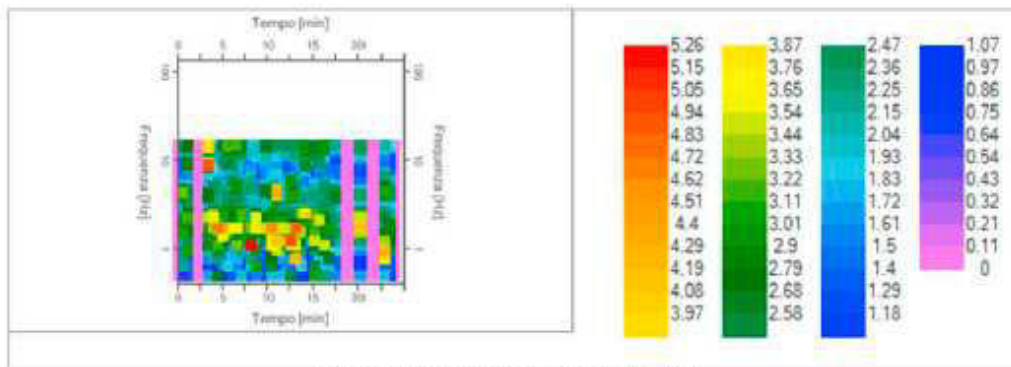 Tempo [min]
0 5 10 15 20
100 100
10 10
1 1
Frequenza [Hz]
Frequenza [Hz]
0 5 10 15 20
Tempo [min]
5.26 3.87 2.47 1.07
5.15 3.76 2.36 0.97
5.05 3.65 2.25 0.86
4.94 3.54 2.15 0.75
4.83 3.44 2.04 0.64
4.72 3.33 1.93 0.54
4.62 3.22 1.83 0.43
4.51 3.11 1.72 0.32
4.4 3.01 1.61 0.21
4.29 2.9 1.5 0.11
4.19 2.79 1.4 0
4.08 2.68 1.29
3.97 2.58 1.18